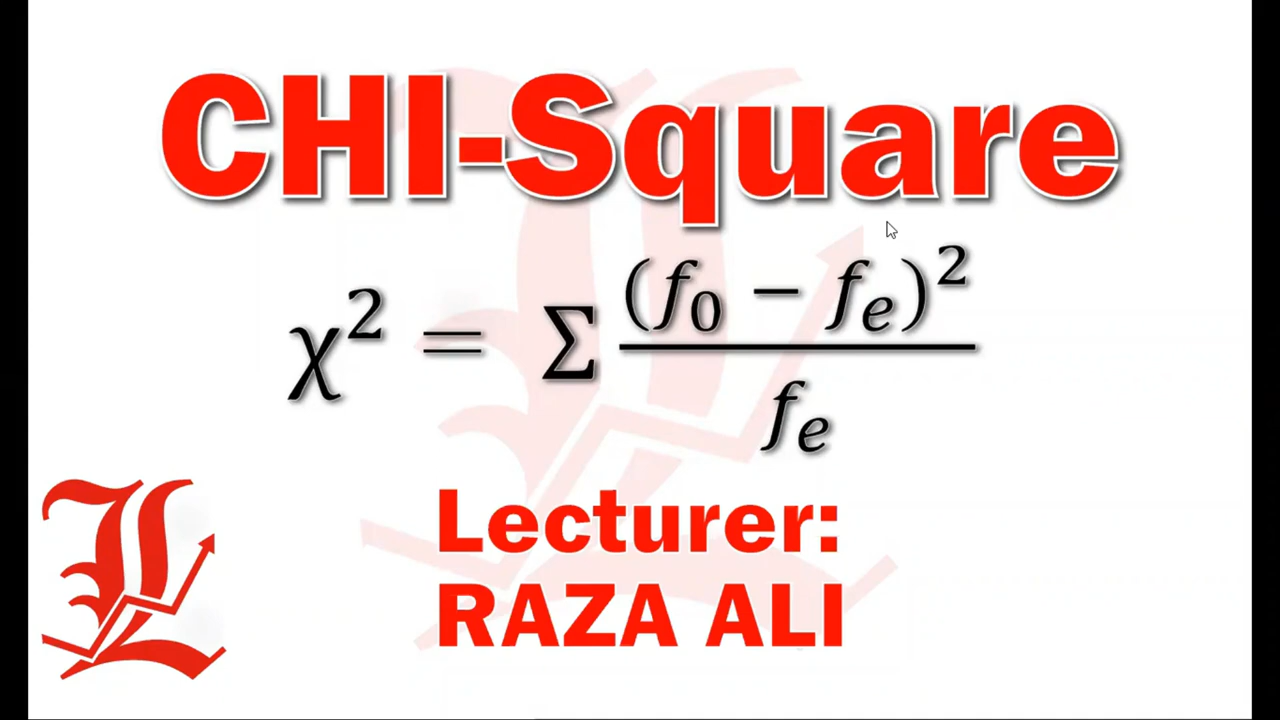 CHI-Square
χ² = Σ (f₀ − fₑ)² / fₑ
Lecturer:
RAZA ALI